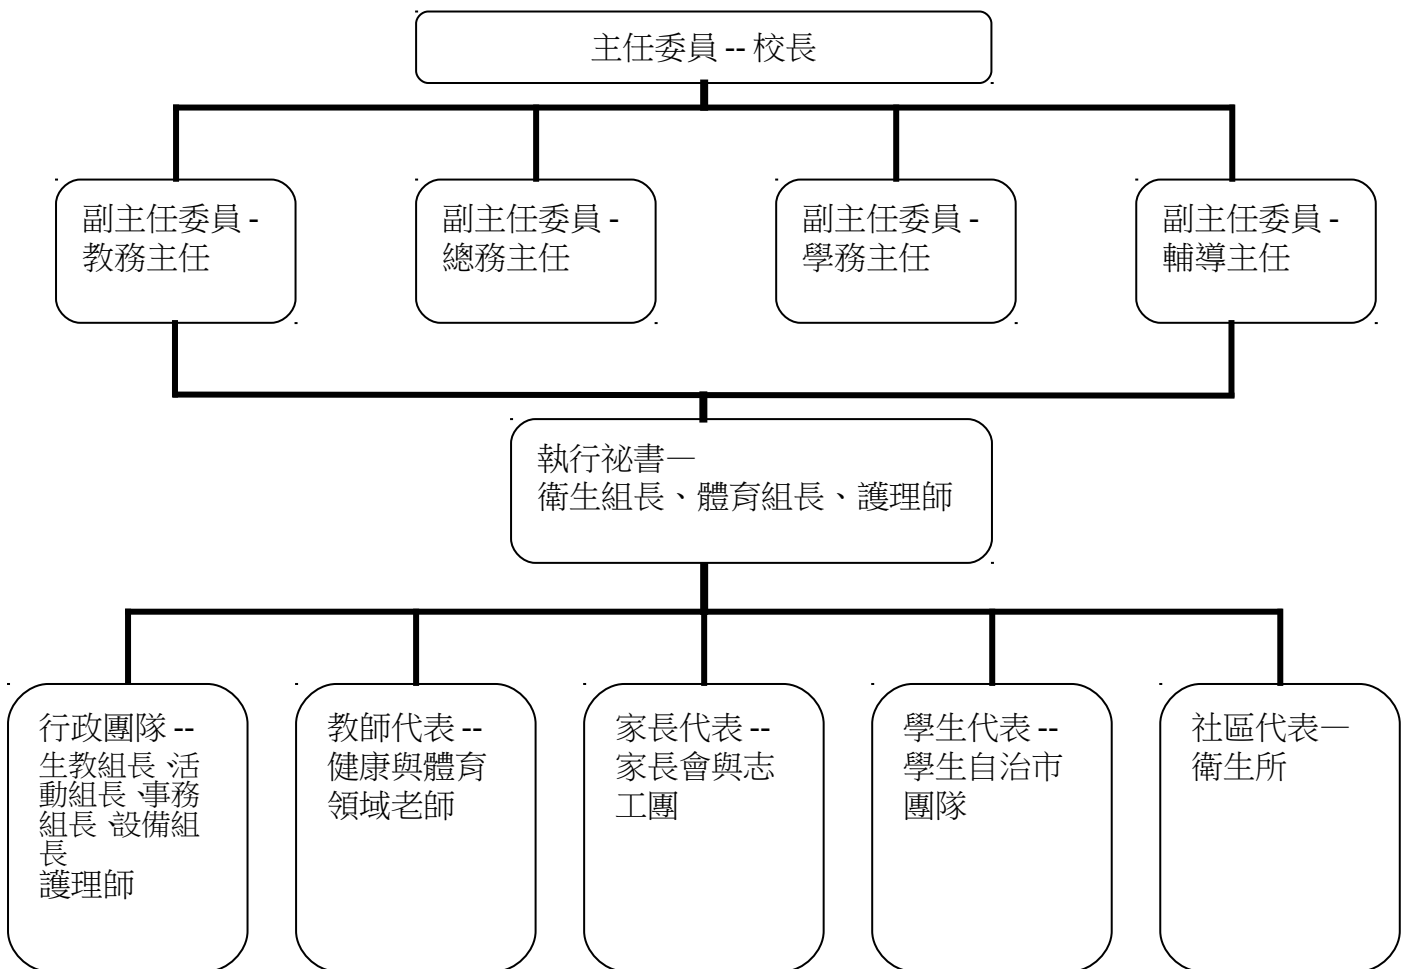 主任委員 -- 校長
副主任委員 -
教務主任
副主任委員 -
總務主任
副主任委員 -
學務主任
副主任委員 -
輔導主任
執行祕書—
衛生組長、體育組長、護理師
行政團隊 --
生教組長、活
動組長、事務
組長、設備組
長
護理師
教師代表 --
健康與體育
領域老師
家長代表 --
家長會與志
工團
學生代表 --
學生自治市
團隊
社區代表—
衛生所